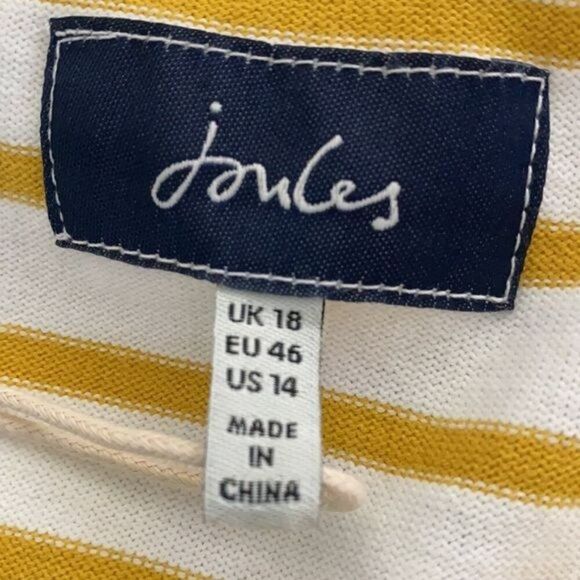 joules
UK 18
EU 46
US 14
MADE
IN
CHINA